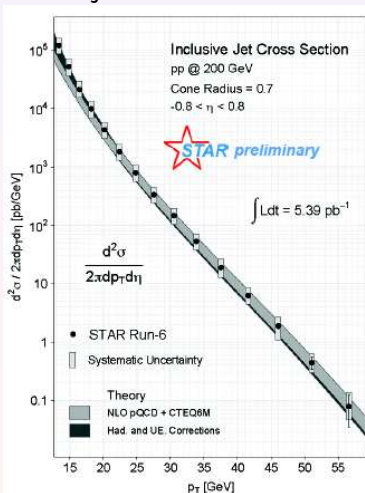 Inclusive Jet Cross Section
pp @ 200 GeV
Cone Radius = 0.7
-0.8 < η < 0.8
STAR preliminary
∫ Ldt = 5.39 pb⁻¹
d²σ
2πdp_Tdη
STAR Run-6
Systematic Uncertainty
Theory
NLO pQCD + CTEQ6M
Had. and UE. Corrections
d²σ / 2πdp_Tdη [pb/GeV]
10⁵
10⁴
10³
10²
10
1
0.1
15 20 25 30 35 40 45 50 55 60
p_T [GeV]